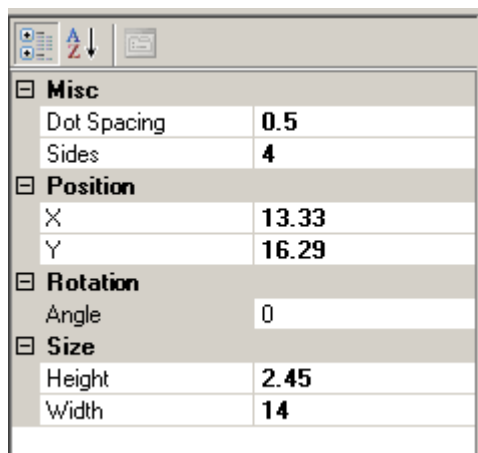 A Z
Misc
Dot Spacing 0.5
Sides 4
Position
X 13.33
Y 16.29
Rotation
Angle 0
Size
Height 2.45
Width 14